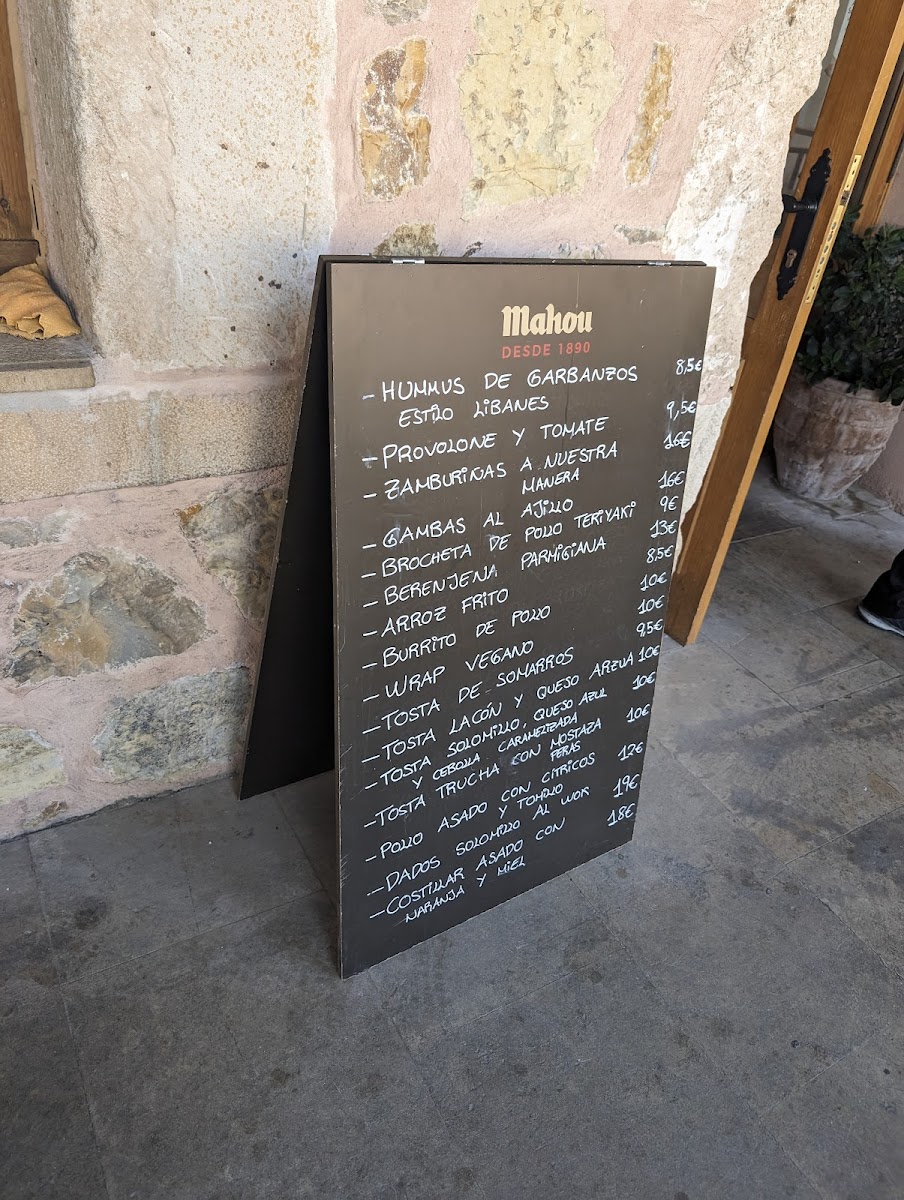 Mahou
DESDE 1890
- HUMMUS DE GARBANZOS 8,5€
ESTILO LIBANES
- PROVOLONE Y TOMATE 9,5€
- ZAMBURIÑAS A NUESTRA 16€
MANERA
- GAMBAS AL AJILLO 16€
- BROCHETA DE POLLO TERIYAKI 9€
- BERENJENA PARMIGIANA 13€
- ARROZ FRITO 8,5€
- BURRITO DE POLLO 10€
- WRAP VEGANO 10€
- TOSTA DE SOMARROS 9,5€
- TOSTA LACÓN Y QUESO ARZUA 10€
- TOSTA SOLOMILLO, QUESO AZUL 10€
Y CEBOLLA CARAMELIZADA
- TOSTA TRUCHA CON MOSTAZA 10€
PERAS
- POLLO ASADO CON CITRICOS 12€
Y TOMILLO
- DADOS SOLOMILLO AL WOK 19€
- COSTILLAR ASADO CON 18€
NARANJA Y MIEL